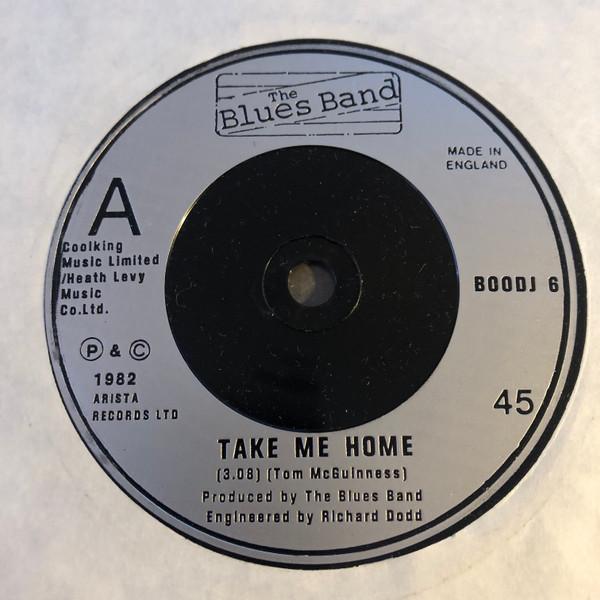 The
Blues Band
MADE IN
ENGLAND
A
Coolking
Music Limited
/Heath Levy
Music
Co.Ltd.
BOODJ 6
Ⓟ & ©
1982
ARISTA
RECORDS LTD
45
TAKE ME HOME
(3.08) (Tom McGuinness)
Produced by The Blues Band
Engineered by Richard Dodd